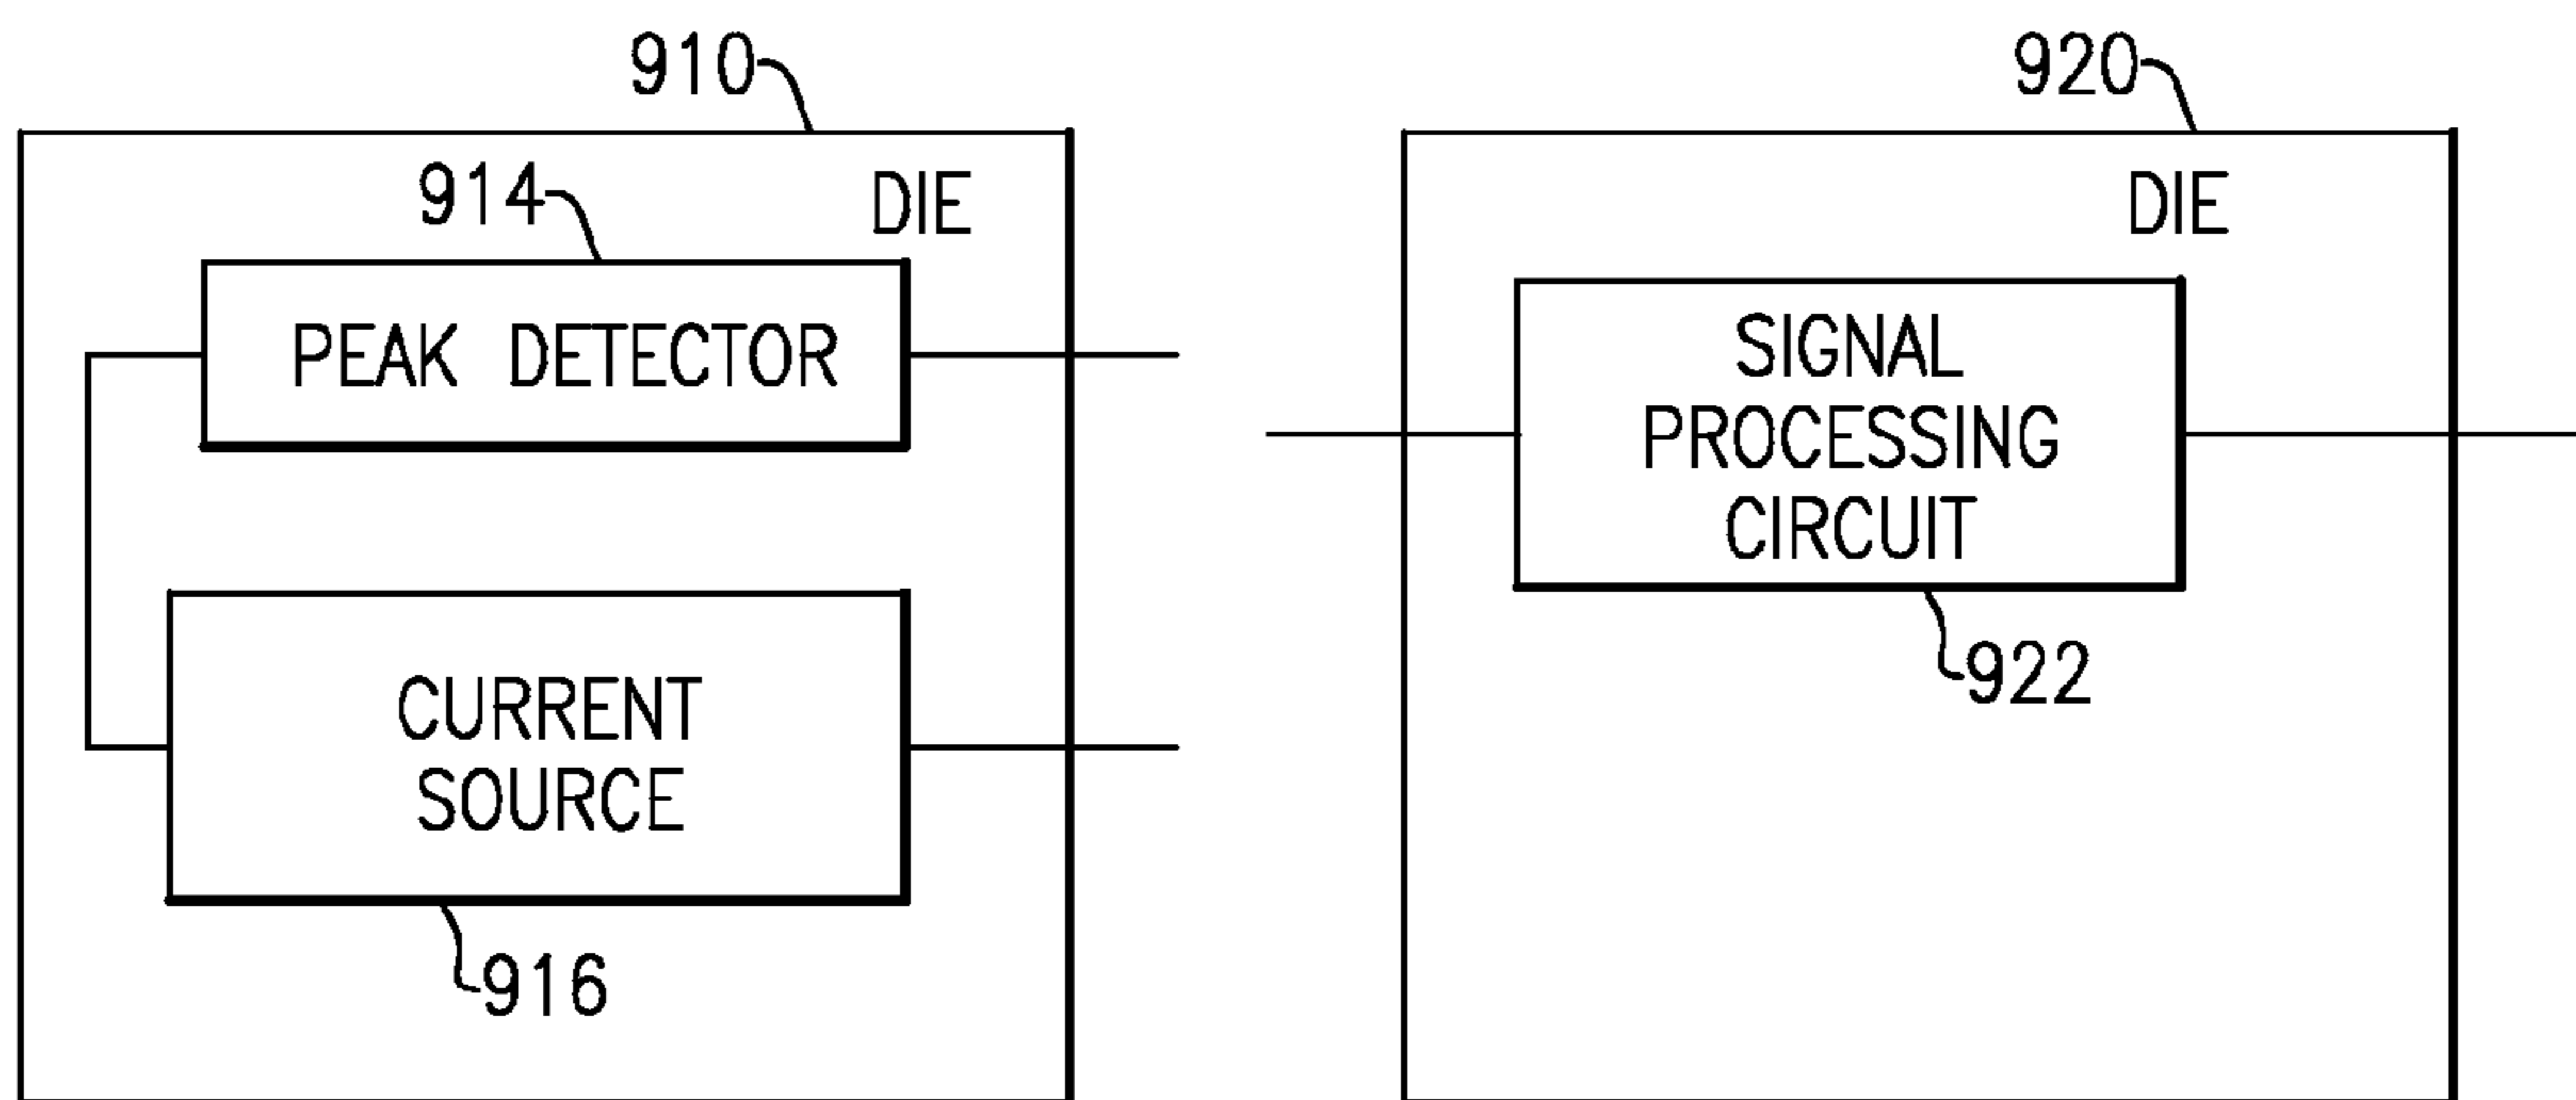 910
DIE
914
PEAK DETECTOR
CURRENT
SOURCE
916
920
DIE
SIGNAL
PROCESSING
CIRCUIT
922